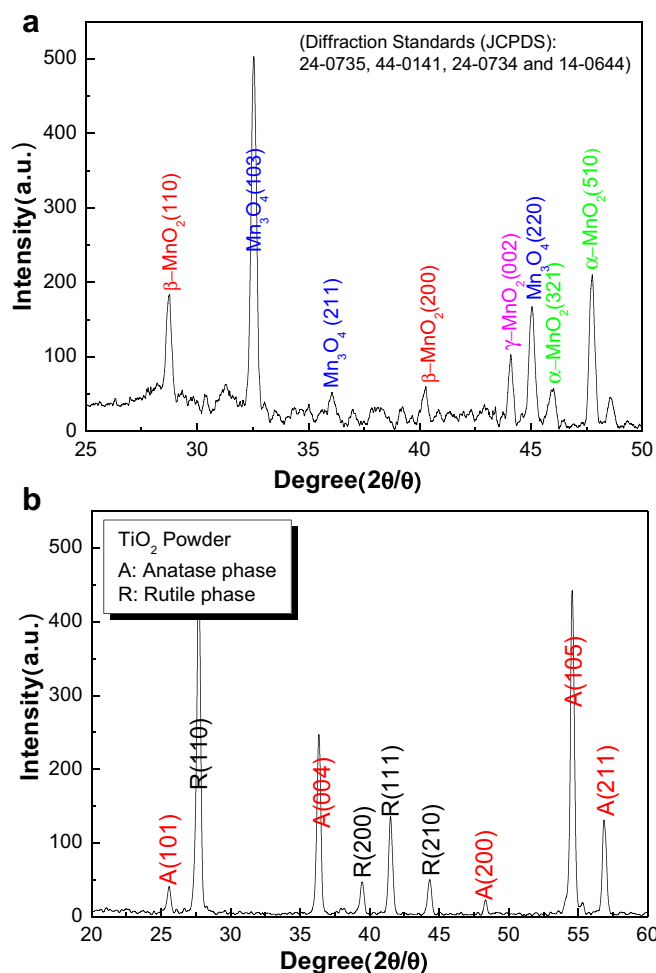 a
(Diffraction Standards (JCPDS):
24-0735, 44-0141, 24-0734 and 14-0644)
Intensity(a.u.)
500
400
300
200
100
0
β−MnO₂(110)
Mn₃O₄(103)
Mn₃O₄ (211)
β−MnO₂(200)
γ−MnO₂(002)
Mn₃O₄(220)
α−MnO₂(321)
α−MnO₂(510)
25 30 35 40 45 50
Degree(2θ/θ)
b
TiO₂ Powder
A: Anatase phase
R: Rutile phase
Intensity(a.u.)
500
400
300
200
100
0
A(101)
R(110)
A(004)
R(200)
R(111)
R(210)
A(200)
A(105)
A(211)
20 25 30 35 40 45 50 55 60
Degree(2θ/θ)